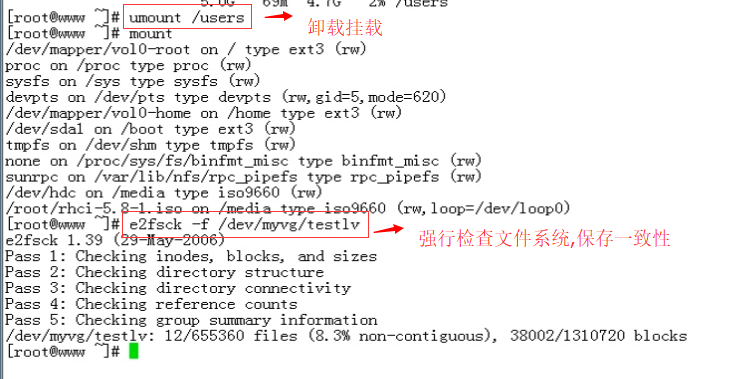 5.0G 69M 4.7G 2% /users
[root@www ~]# umount /users
卸载挂载
[root@www ~]# mount
/dev/mapper/vol0-root on / type ext3 (rw)
proc on /proc type proc (rw)
sysfs on /sys type sysfs (rw)
devpts on /dev/pts type devpts (rw,gid=5,mode=620)
/dev/mapper/vol0-home on /home type ext3 (rw)
/dev/sda1 on /boot type ext3 (rw)
tmpfs on /dev/shm type tmpfs (rw)
none on /proc/sys/fs/binfmt_misc type binfmt_misc (rw)
sunrpc on /var/lib/nfs/rpc_pipefs type rpc_pipefs (rw)
/dev/hdc on /media type iso9660 (rw)
/root/rhci-5.8-1.iso on /media type iso9660 (rw,loop=/dev/loop0)
[root@www ~]# e2fsck -f /dev/myvg/testlv
强行检查文件系统,保存一致性
e2fsck 1.39 (29-May-2006)
Pass 1: Checking inodes, blocks, and sizes
Pass 2: Checking directory structure
Pass 3: Checking directory connectivity
Pass 4: Checking reference counts
Pass 5: Checking group summary information
/dev/myvg/testlv: 12/655360 files (8.3% non-contiguous), 38002/1310720 blocks
[root@www ~]#